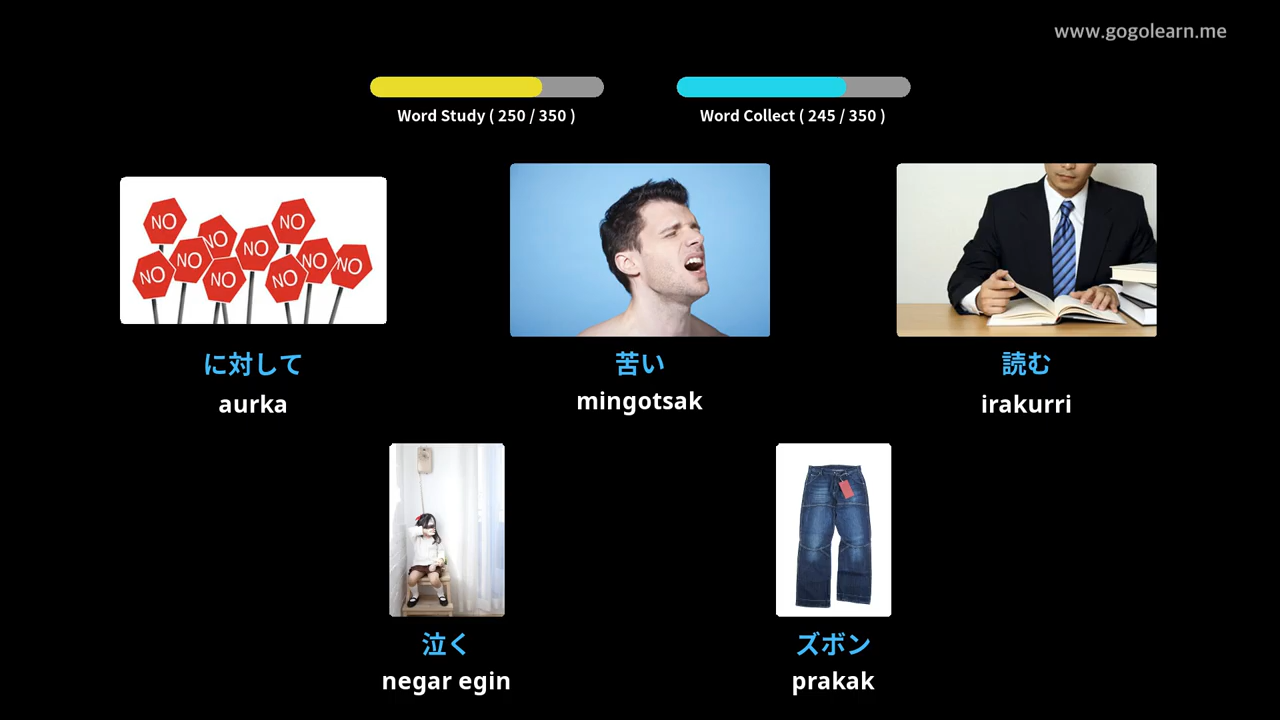 www.gogolearn.me
Word Study ( 250 / 350 )
Word Collect ( 245 / 350 )
NO NO NO NO NO NO NO NO NO NO
に対して
aurka
苦い
mingotsak
読む
irakurri
泣く
negar egin
ズボン
prakak